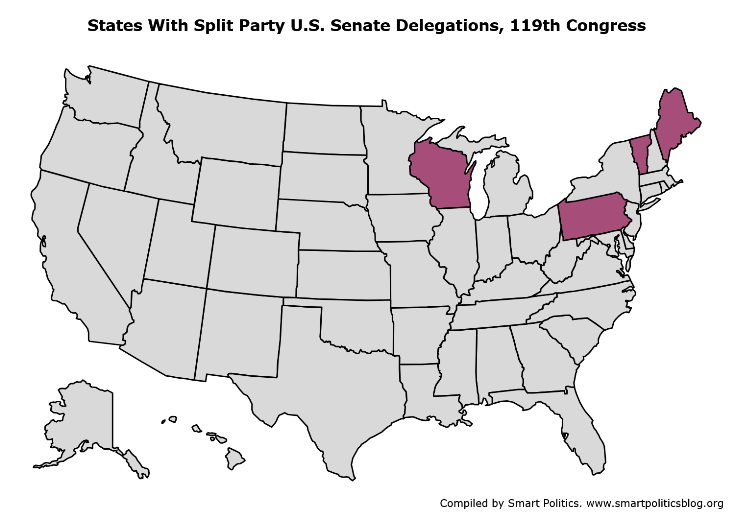 States With Split Party U.S. Senate Delegations, 119th Congress
Compiled by Smart Politics. www.smartpoliticsblog.org